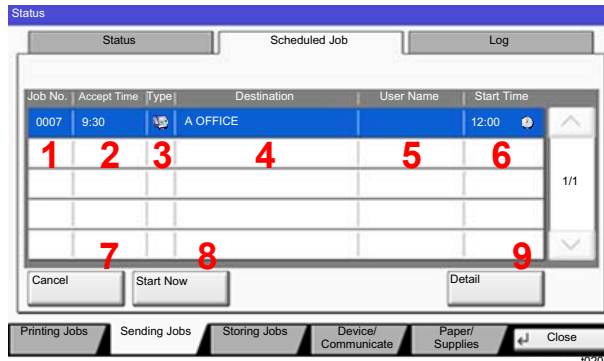 Status
Status Scheduled Job Log
Job No. Accept Time Type Destination User Name Start Time
0007 9:30 A OFFICE 12:00
1 2 3 4 5 6
1/1
7 8 9
Cancel Start Now Detail
Printing Jobs Sending Jobs Storing Jobs Device/ Communicate Paper/ Supplies Close